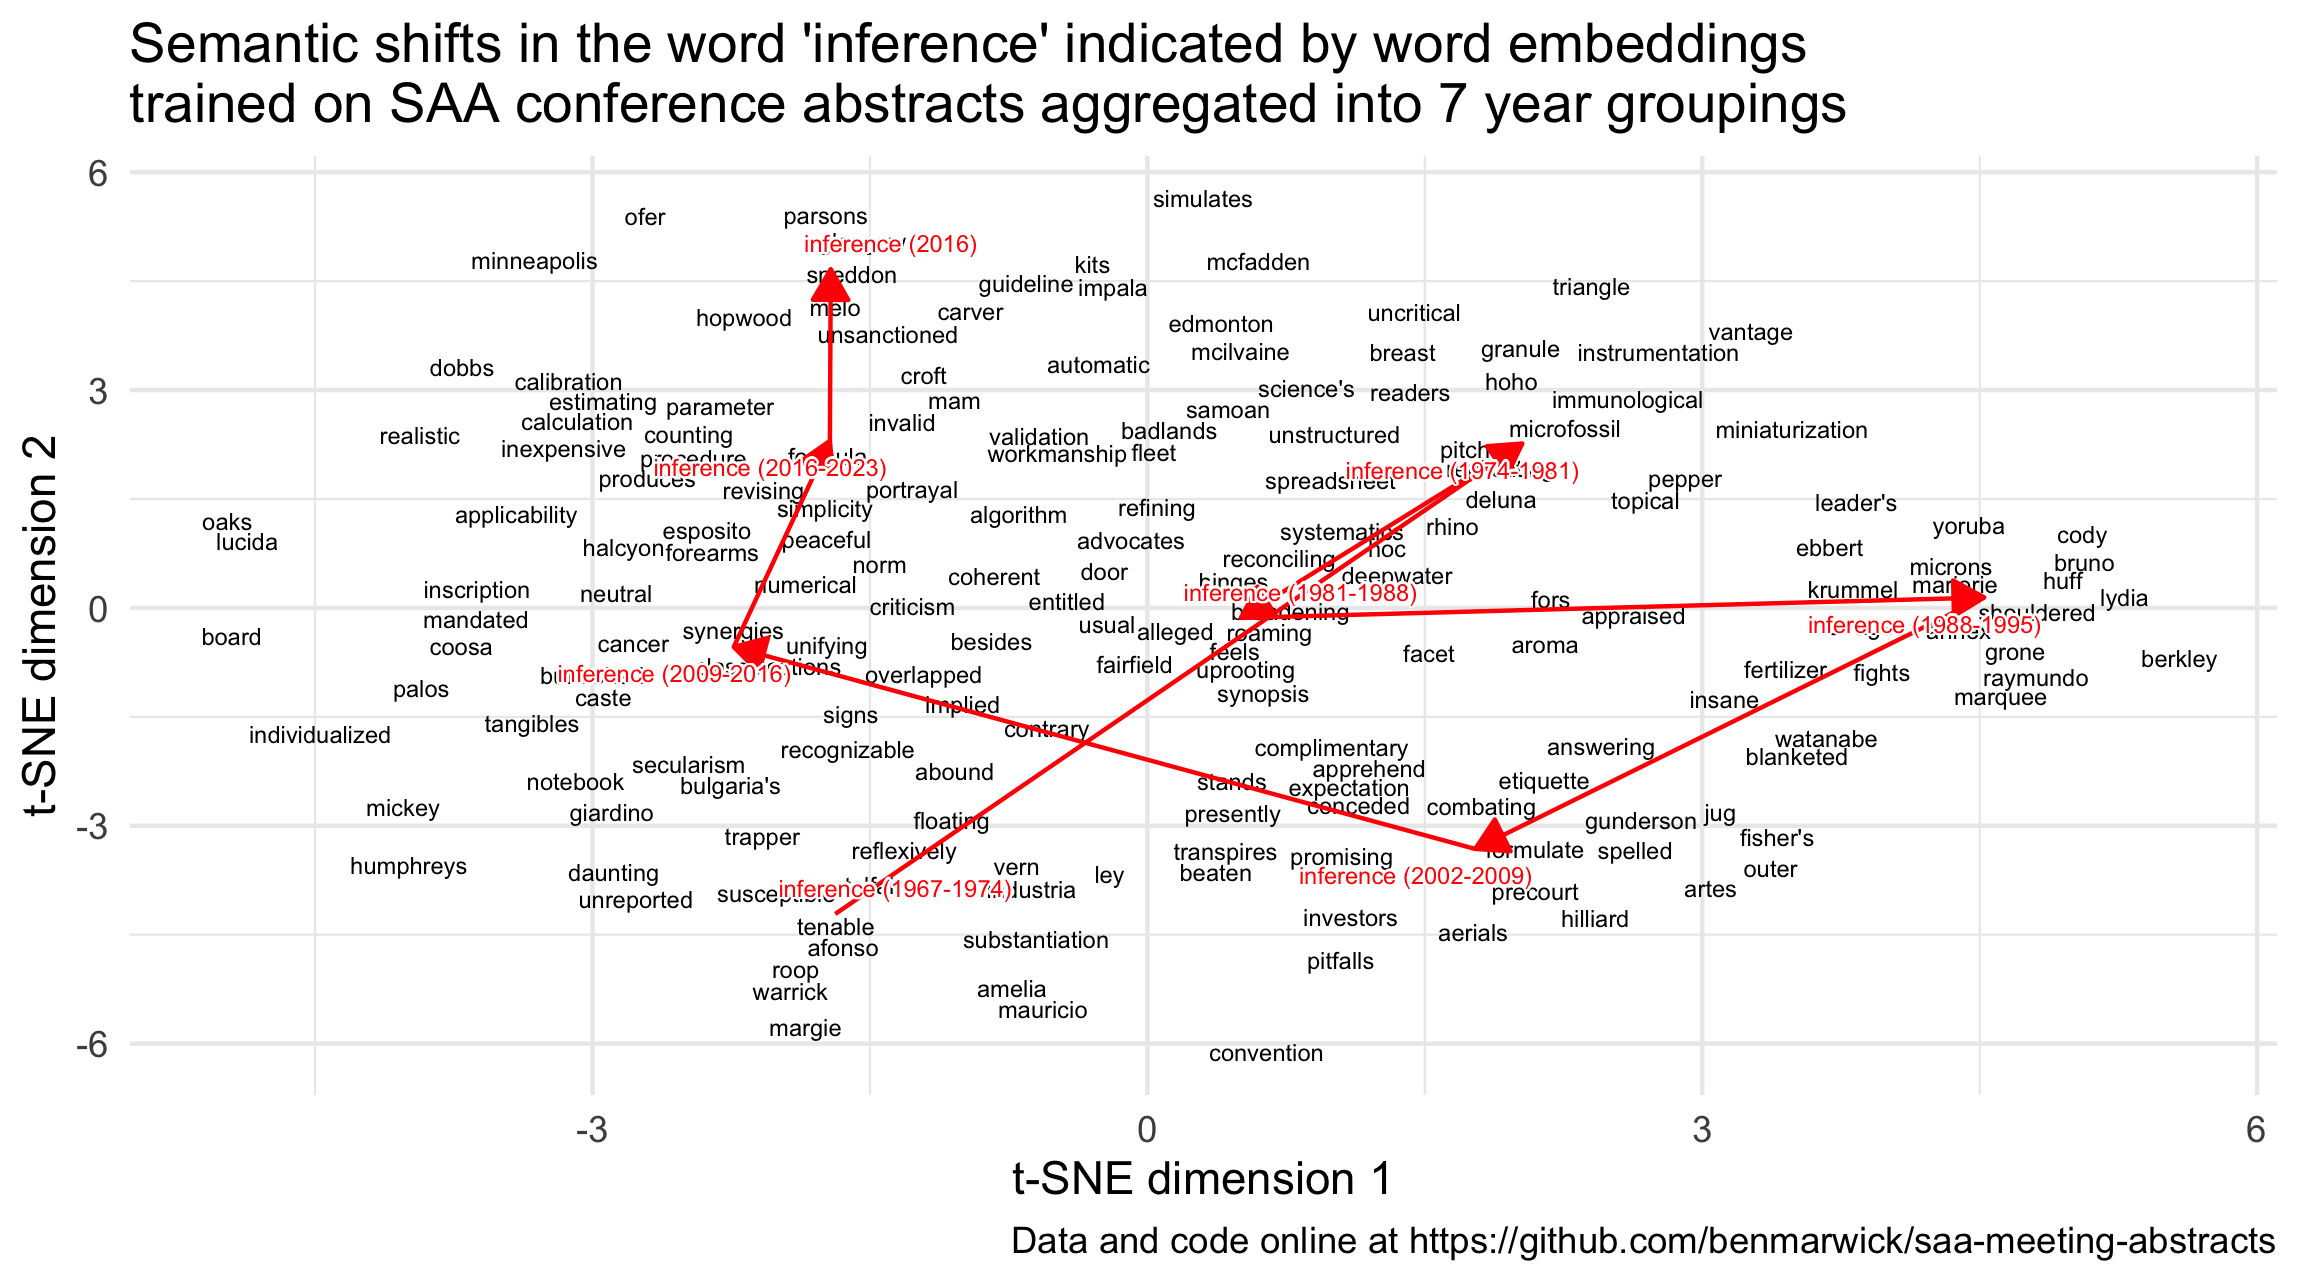 Semantic shifts in the word 'inference' indicated by word embeddings
trained on SAA conference abstracts aggregated into 7 year groupings
6
simulates
ofer
parsons
inference (2016)
minneapolis
kits
mcfadden
speddon
guideline
impala
triangle
melo
hopwood
carver
uncritical
unsanctioned
edmonton
vantage
mcilvaine
breast
granule
instrumentation
dobbs
automatic
3
calibration
croft
science's
readers
hoho
estimating
parameter
mam
samoan
immunological
calculation
invalid
realistic
counting
validation
badlands
unstructured
microfossil
miniaturization
inexpensive
procedure
workmanship
fleet
inference (2016-2023)
inference (1974-1981)
produces
revising
portrayal
spreadsheet
pepper
simplicity
refining
deluna
topical
leader's
oaks
applicability
algorithm
lucida
esposito
systematics
rhino
yoruba
cody
halcyon
forearms
peaceful
advocates
hoc
ebbert
norm
reconciling
microns
bruno
coherent
door
hinges
deepwater
marjorie
huff
inscription
neutral
numerical
inference (1981-1988)
krummel
lydia
0
criticism
entitled
broadening
fors
appraised
shouldered
mandated
usual
alleged
roaming
inference (1988-1995)
board
coosa
cancer
synergies
unifying
besides
feels
facet
aroma
grone
berkley
inference (2009-2016)
overlapped
fairfield
uprooting
fertilizer
fights
raymundo
palos
caste
implied
synopsis
insane
marquee
individualized
tangibles
signs
contrary
recognizable
complimentary
answering
watanabe
blanketed
secularism
abound
apprehend
notebook
bulgaria's
stands
expectation
etiquette
mickey
giardino
presently
conceded
combating
jug
-3
trapper
floating
gunderson
fisher's
humphreys
reflexively
transpires
promising
formulate
spelled
daunting
vern
ley
beaten
inference (2002-2009)
outer
unreported
susceptible
inference (1967-1974)
industria
precourt
artes
tenable
investors
hilliard
afonso
substantiation
aerials
roop
pitfalls
warrick
amelia
mauricio
margie
-6
convention
-3
0
3
6
t-SNE dimension 2
t-SNE dimension 1
Data and code online at https://github.com/benmarwick/saa-meeting-abstracts